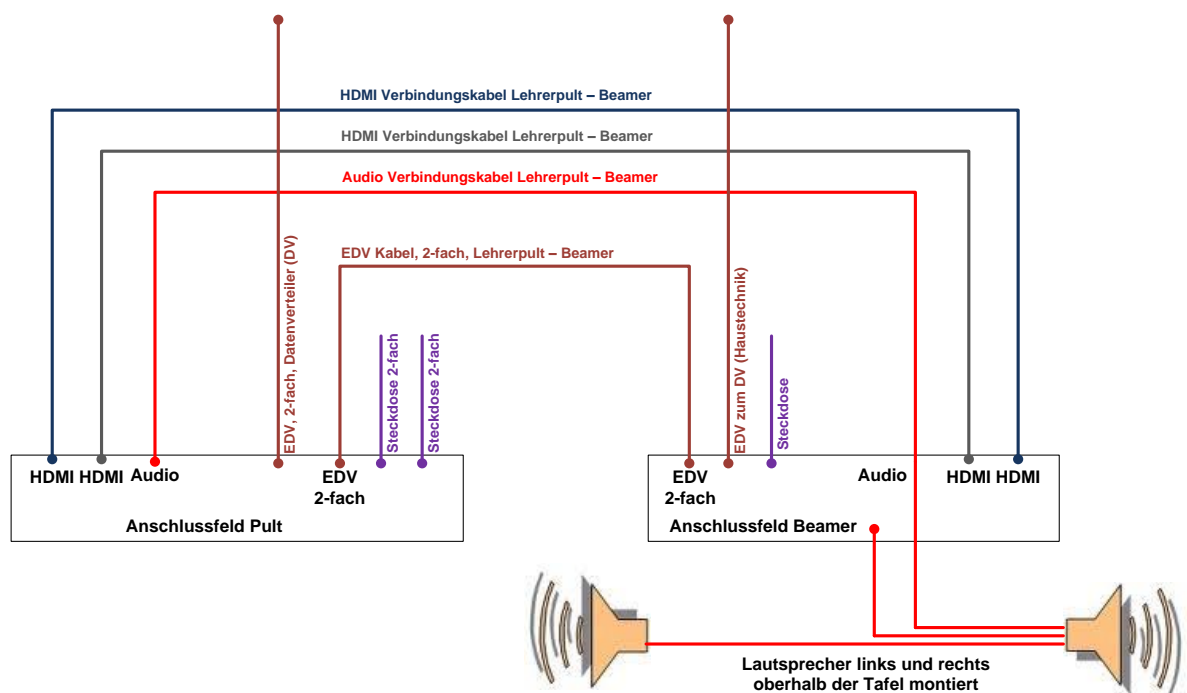 HDMI Verbindungskabel Lehrerpult – Beamer
HDMI Verbindungskabel Lehrerpult – Beamer
Audio Verbindungskabel Lehrerpult – Beamer
EDV Kabel, 2-fach, Lehrerpult – Beamer
EDV, 2-fach, Datenverteiler (DV)
Steckdose 2-fach
Steckdose 2-fach
EDV zum DV (Haustechnik)
Steckdose
HDMI HDMI Audio
EDV
2-fach
Anschlussfeld Pult
EDV
2-fach
Audio
HDMI HDMI
Anschlussfeld Beamer
Lautsprecher links und rechts
oberhalb der Tafel montiert